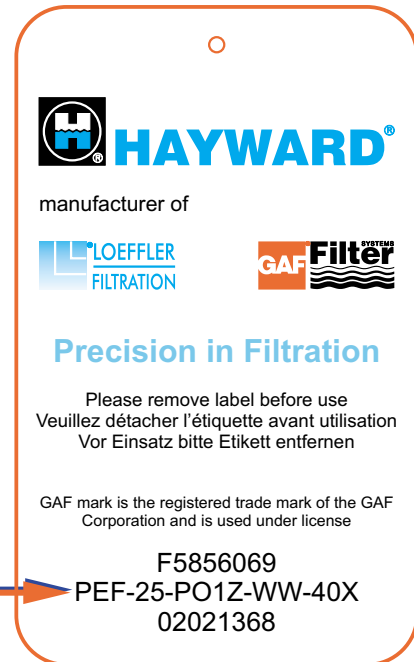 HAYWARD®
manufacturer of
LOEFFLER
FILTRATION
GAF Filter SYSTEMS
Precision in Filtration
Please remove label before use
Veuillez détacher l'étiquette avant utilisation
Vor Einsatz bitte Etikett entfernen
GAF mark is the registered trade mark of the GAF
Corporation and is used under license
F5856069
PEF-25-PO1Z-WW-40X
02021368